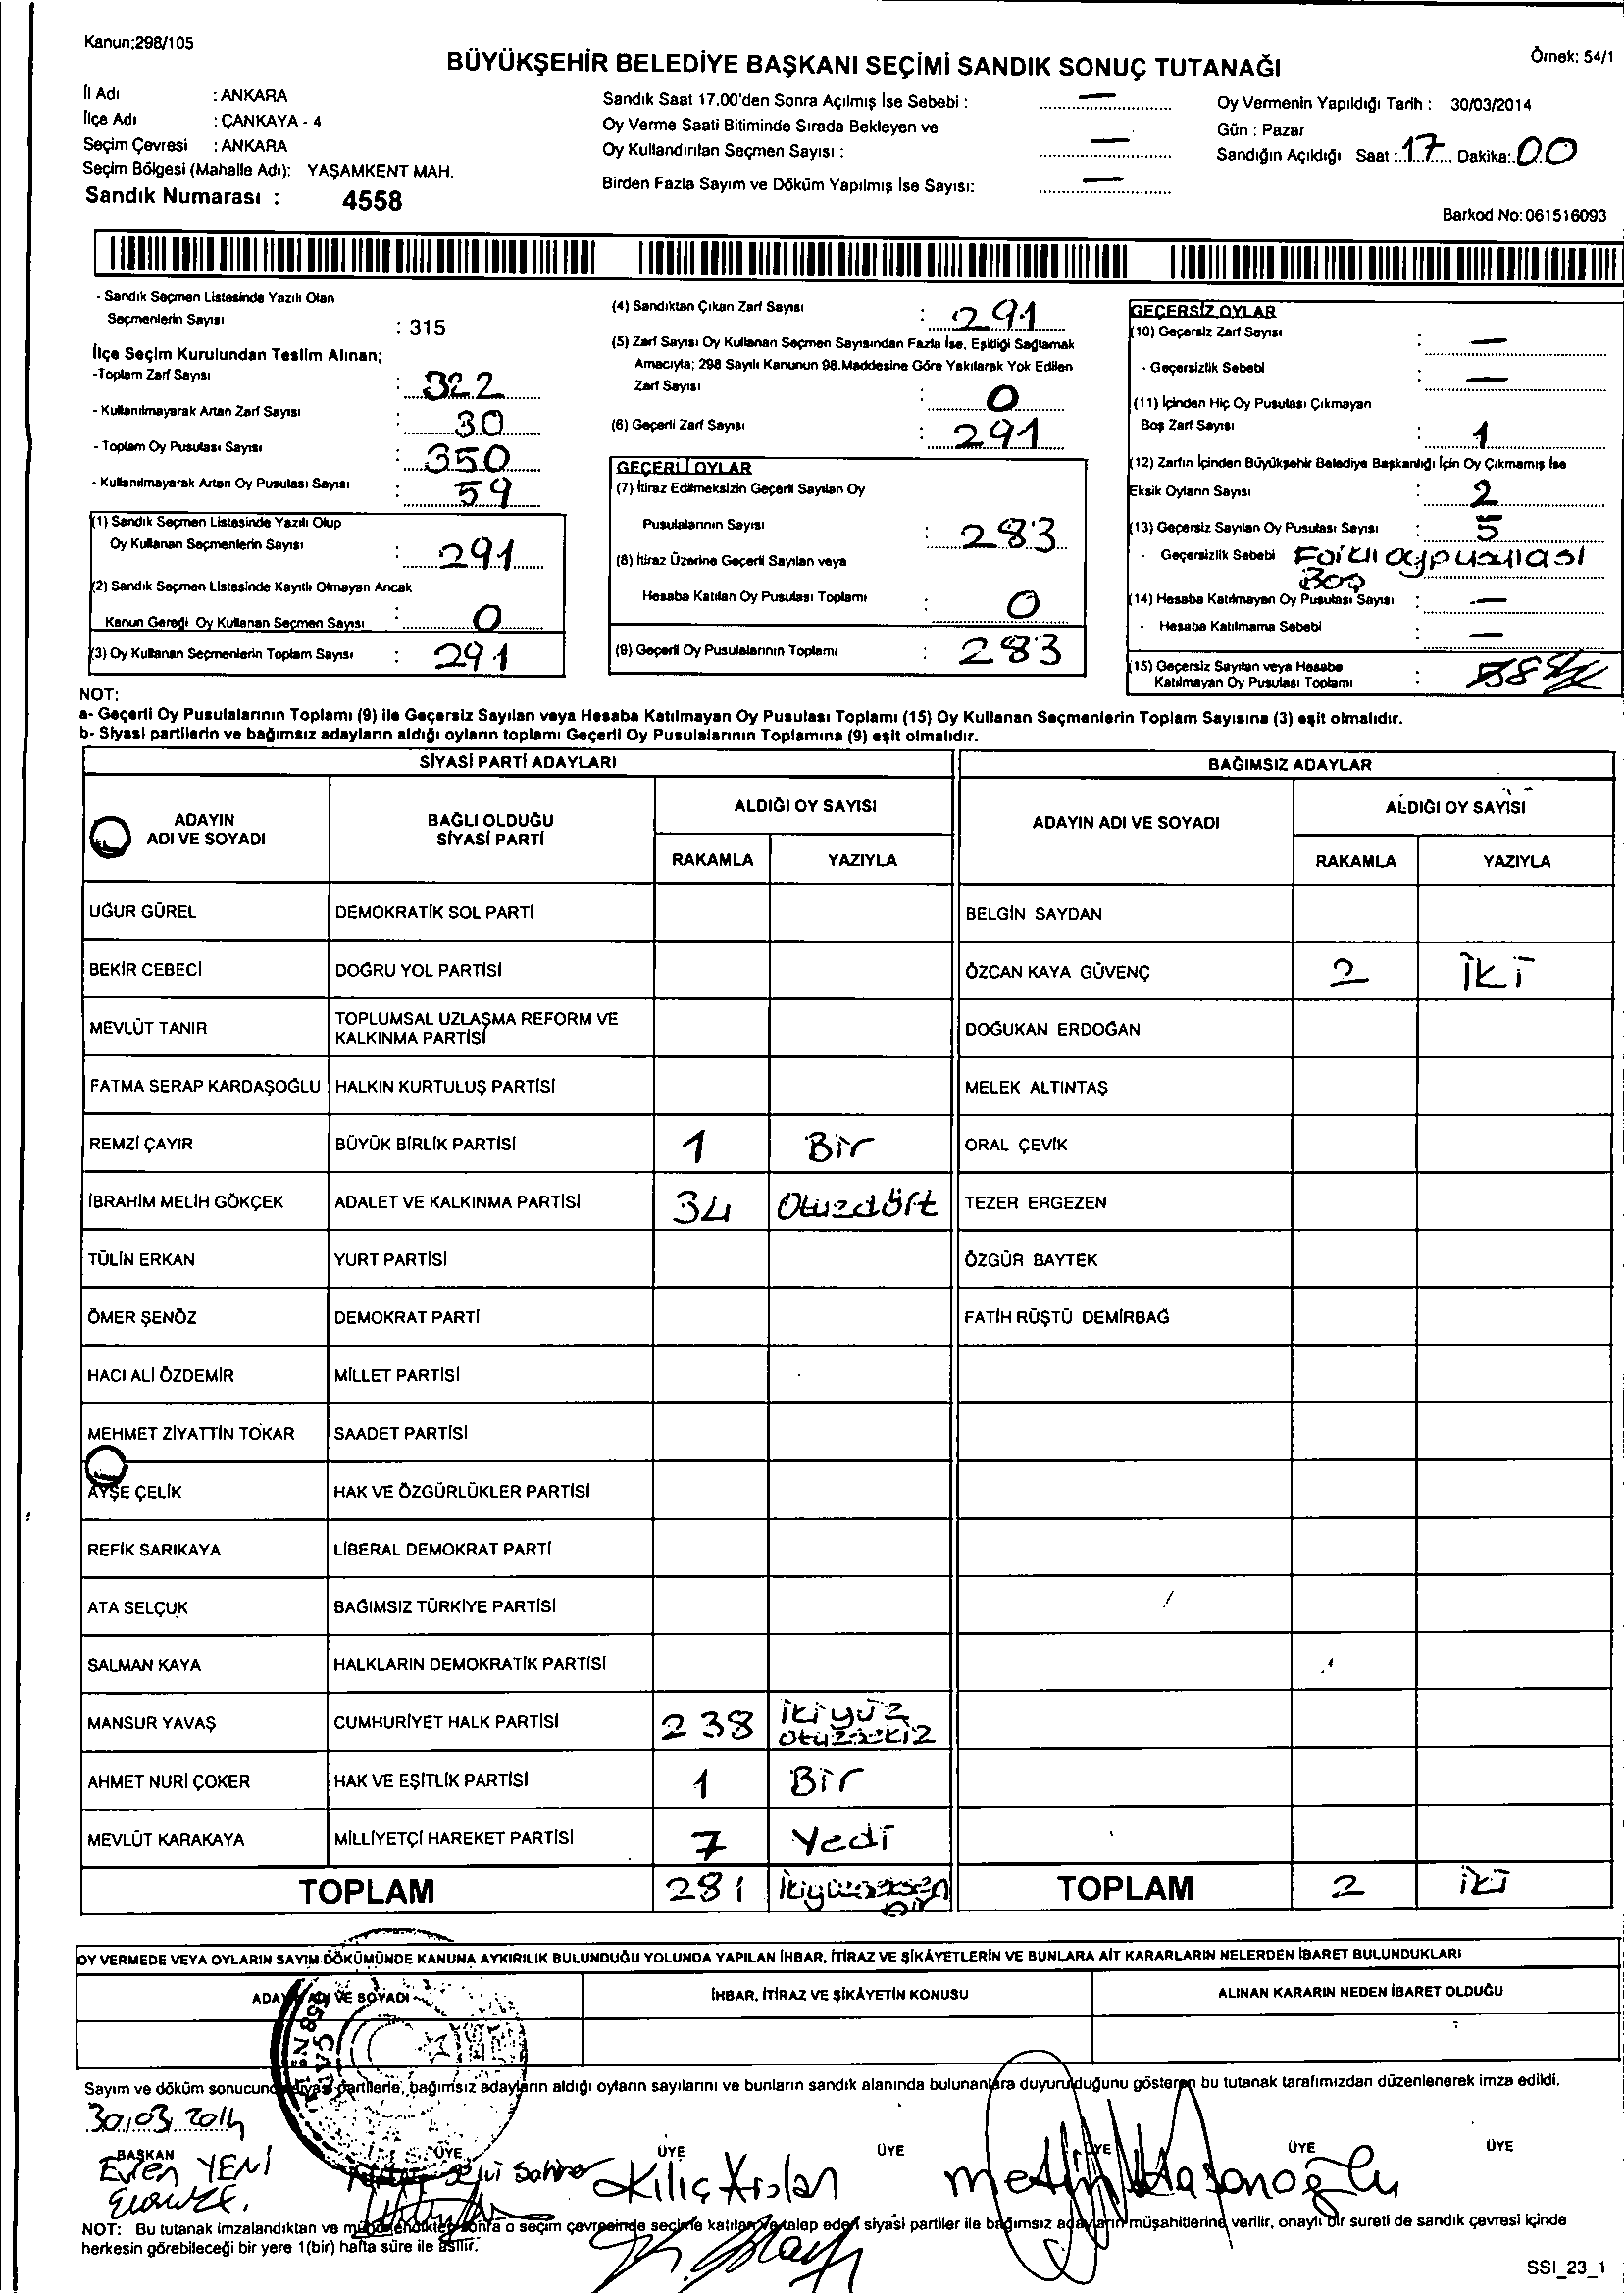 Kanun:298/105
BÜYÜKŞEHİR BELEDİYE BAŞKANI SEÇİMİ SANDIK SONUÇ TUTANAĞI
Örnek: 54/1
İl Adı : ANKARA
İlçe Adı : ÇANKAYA - 4
Seçim Çevresi : ANKARA
Seçim Bölgesi (Mahalle Adı): YAŞAMKENT MAH.
Sandık Numarası : 4558
Sandık Saat 17.00'den Sonra Açılmış İse Sebebi : —
Oy Verme Saati Bitiminde Sırada Bekleyen ve
Oy Kullandırılan Seçmen Sayısı : —
Birden Fazla Sayım ve Döküm Yapılmış İse Sayısı: —
Oy Vermenin Yapıldığı Tarih : 30/03/2014
Gün : Pazar
Sandığın Açıldığı Saat : 17 Dakika: 00
Barkod No:061516093
- Sandık Seçmen Listesinde Yazılı Olan
Seçmenlerin Sayısı : 315
İlçe Seçim Kurulundan Teslim Alınan;
-Toplam Zarf Sayısı : 322
- Kullanılmayarak Artan Zarf Sayısı : 30
- Toplam Oy Pusulası Sayısı : 350
- Kullanılmayarak Artan Oy Pusulası Sayısı : 59
(1) Sandık Seçmen Listesinde Yazılı Olup
Oy Kullanan Seçmenlerin Sayısı : 291
(2) Sandık Seçmen Listesinde Kayıtlı Olmayan Ancak
Kanun Gereği Oy Kullanan Seçmen Sayısı : 0
(3) Oy Kullanan Seçmenlerin Toplam Sayısı : 291
(4) Sandıktan Çıkan Zarf Sayısı : 291
(5) Zarf Sayısı Oy Kullanan Seçmen Sayısından Fazla İse, Eşitliği Sağlamak
Amacıyla; 298 Sayılı Kanunun 98.Maddesine Göre Yakılarak Yok Edilen
Zarf Sayısı : 0
(6) Geçerli Zarf Sayısı : 291
GEÇERLİ OYLAR
(7) İtiraz Edilmeksizin Geçerli Sayılan Oy
Pusulalarının Sayısı : 283
(8) İtiraz Üzerine Geçerli Sayılan veya
Hesaba Katılan Oy Pusulası Toplamı : 0
(9) Geçerli Oy Pusulalarının Toplamı : 283
GEÇERSİZ OYLAR
(10) Geçersiz Zarf Sayısı : —
- Geçersizlik Sebebi : —
(11) İçinden Hiç Oy Pusulası Çıkmayan
Boş Zarf Sayısı : 1
(12) Zarfın İçinden Büyükşehir Belediye Başkanlığı İçin Oy Çıkmamış İse
Eksik Oyların Sayısı : 2
(13) Geçersiz Sayılan Oy Pusulası Sayısı : 5
- Geçersizlik Sebebi Farklı oy pusulası
Boş
(14) Hesaba Katılmayan Oy Pusulası Sayısı : —
- Hesaba Katılmama Sebebi : —
(15) Geçersiz Sayılan veya Hesaba
Katılmayan Oy Pusulası Toplamı :
NOT:
a- Geçerli Oy Pusulalarının Toplamı (9) ile Geçersiz Sayılan veya Hesaba Katılmayan Oy Pusulası Toplamı (15) Oy Kullanan Seçmenlerin Toplam Sayısına (3) eşit olmalıdır.
b- Siyasi partilerin ve bağımsız adayların aldığı oyların toplamı Geçerli Oy Pusulalarının Toplamına (9) eşit olmalıdır.
SİYASİ PARTİ ADAYLARI BAĞIMSIZ ADAYLAR
ADAYIN ADI VE SOYADI BAĞLI OLDUĞU SİYASİ PARTİ ALDIĞI OY SAYISI ADAYIN ADI VE SOYADI ALDIĞI OY SAYISI
RAKAMLA YAZIYLA RAKAMLA YAZIYLA
UĞUR GÜREL DEMOKRATİK SOL PARTİ BELGİN SAYDAN
BEKİR CEBECİ DOĞRU YOL PARTİSİ ÖZCAN KAYA GÜVENÇ 2 İKİ
MEVLÜT TANIR TOPLUMSAL UZLAŞMA REFORM VE KALKINMA PARTİSİ DOĞUKAN ERDOĞAN
FATMA SERAP KARDAŞOĞLU HALKIN KURTULUŞ PARTİSİ MELEK ALTINTAŞ
REMZİ ÇAYIR BÜYÜK BİRLİK PARTİSİ 1 Bir ORAL ÇEVİK
İBRAHİM MELİH GÖKÇEK ADALET VE KALKINMA PARTİSİ 34 Otuzdört TEZER ERGEZEN
TÜLİN ERKAN YURT PARTİSİ ÖZGÜR BAYTEK
ÖMER ŞENÖZ DEMOKRAT PARTİ FATİH RÜŞTÜ DEMİRBAĞ
HACI ALİ ÖZDEMİR MİLLET PARTİSİ
MEHMET ZİYATTİN TOKAR SAADET PARTİSİ
AYŞE ÇELİK HAK VE ÖZGÜRLÜKLER PARTİSİ
REFİK SARIKAYA LİBERAL DEMOKRAT PARTİ
ATA SELÇUK BAĞIMSIZ TÜRKİYE PARTİSİ
SALMAN KAYA HALKLARIN DEMOKRATİK PARTİSİ
MANSUR YAVAŞ CUMHURİYET HALK PARTİSİ 238 ikiyüz otuzsekiz
AHMET NURİ ÇOKER HAK VE EŞİTLİK PARTİSİ 1 Bir
MEVLÜT KARAKAYA MİLLİYETÇİ HAREKET PARTİSİ 7 Yedi
TOPLAM 281 ikiyüzseksen bir TOPLAM 2 iki
OY VERMEDE VEYA OYLARIN SAYIM DÖKÜMÜNDE KANUNA AYKIRILIK BULUNDUĞU YOLUNDA YAPILAN İHBAR, İTİRAZ VE ŞİKÂYETLERİN VE BUNLARA AİT KARARLARIN NELERDEN İBARET BULUNDUKLARI
ADAYIN ADI VE SOYADI İHBAR, İTİRAZ VE ŞİKÂYETİN KONUSU ALINAN KARARIN NEDEN İBARET OLDUĞU
Sayım ve döküm sonucunda siyasi partilerle, bağımsız adayların aldığı oyların sayılarını ve bunların sandık alanında bulunanlara duyurulduğunu gösteren bu tutanak tarafımızdan düzenlenerek imza edildi.
30.03.2014
BAŞKAN ÜYE ÜYE ÜYE ÜYE ÜYE ÜYE
Evren YENİ Kılıç Arslan Metin Hasanoğlu
NOT: Bu tutanak imzalandıktan ve mühürlendikten sonra o seçim çevresinde seçime katılan ve talep eden siyasi partiler ile bağımsız adayların müşahitlerine verilir, onaylı bir sureti de sandık çevresi içinde
herkesin görebileceği bir yere 1(bir) hafta süre ile asılır.
SSI_23_1